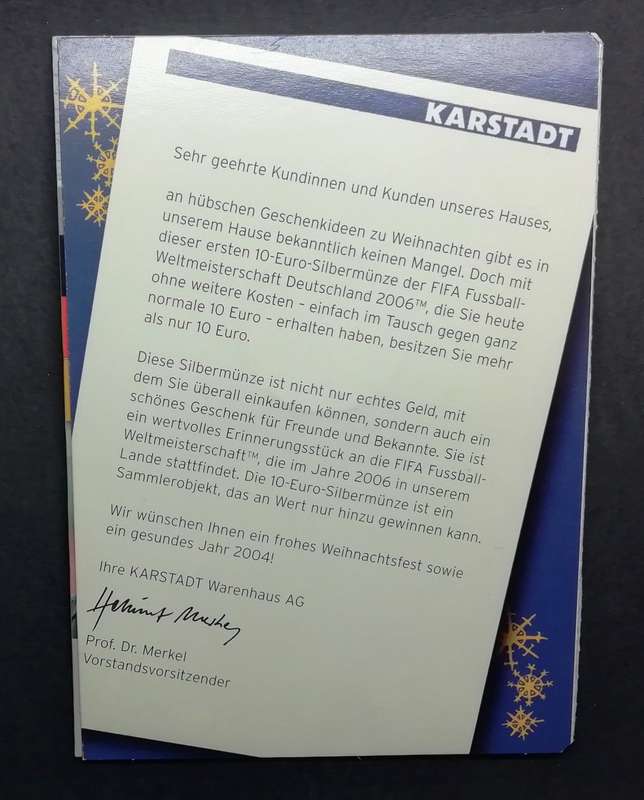 KARSTADT
Sehr geehrte Kundinnen und Kunden unseres Hauses,
an hübschen Geschenkideen zu Weihnachten gibt es in
unserem Hause bekanntlich keinen Mangel. Doch mit
dieser ersten 10-Euro-Silbermünze der FIFA Fussball-
Weltmeisterschaft Deutschland 2006™, die Sie heute
ohne weitere Kosten – einfach im Tausch gegen ganz
normale 10 Euro – erhalten haben, besitzen Sie mehr
als nur 10 Euro.
Diese Silbermünze ist nicht nur echtes Geld, mit
dem Sie überall einkaufen können, sondern auch ein
schönes Geschenk für Freunde und Bekannte. Sie ist
ein wertvolles Erinnerungsstück an die FIFA Fussball-
Weltmeisterschaft™, die im Jahre 2006 in unserem
Lande stattfindet. Die 10-Euro-Silbermünze ist ein
Sammlerobjekt, das an Wert nur hinzu gewinnen kann.
Wir wünschen Ihnen ein frohes Weihnachtsfest sowie
ein gesundes Jahr 2004!
Ihre KARSTADT Warenhaus AG
Helmut Merkel
Prof. Dr. Merkel
Vorstandsvorsitzender